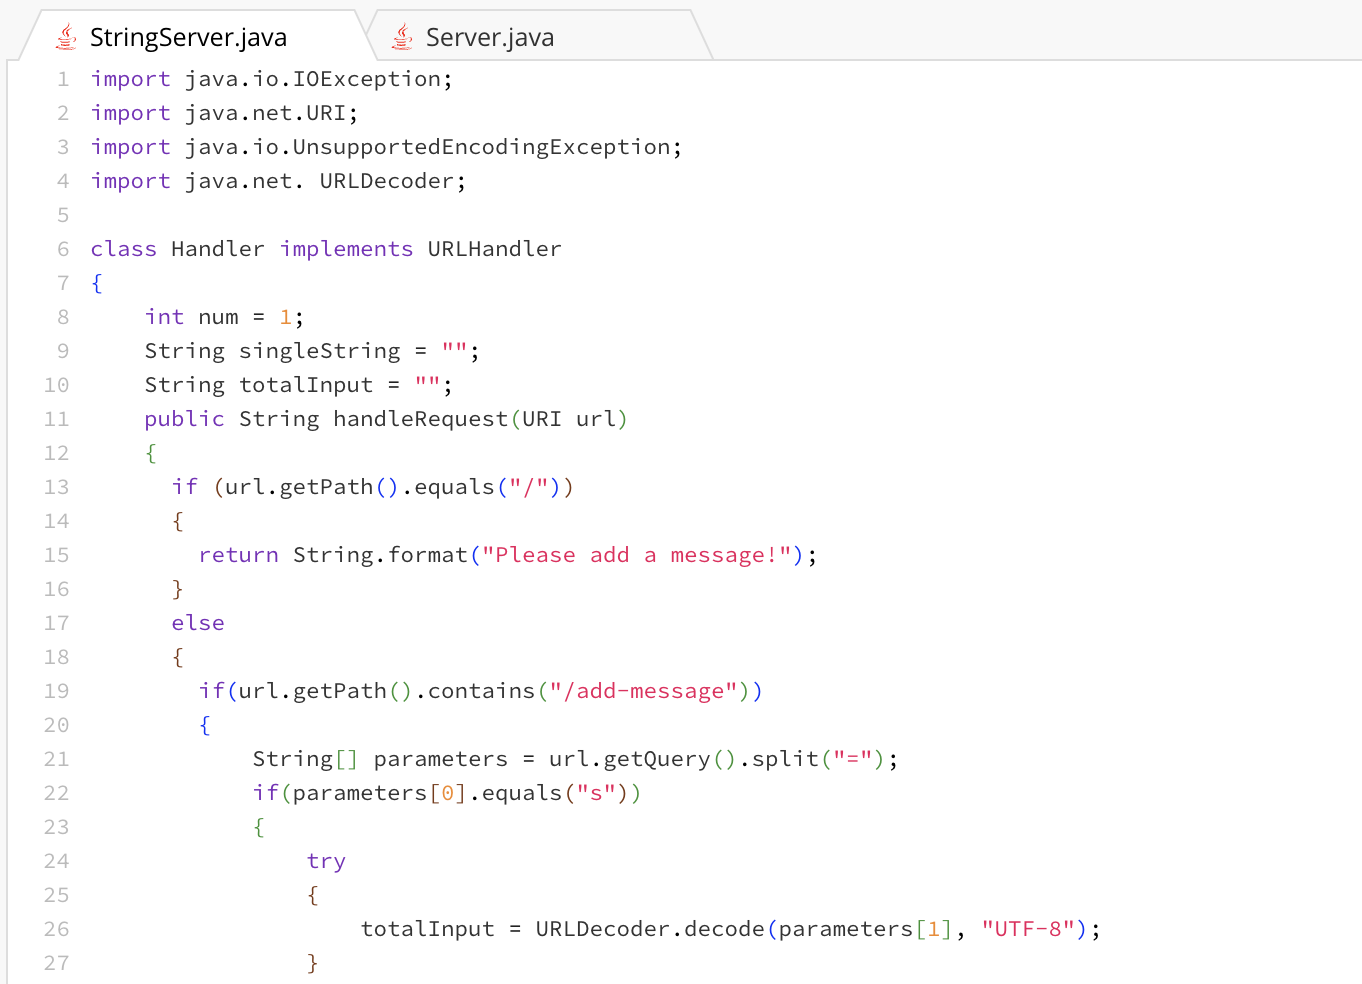 StringServer.java Server.java
1 import java.io.IOException;
2 import java.net.URI;
3 import java.io.UnsupportedEncodingException;
4 import java.net. URLDecoder;
5
6 class Handler implements URLHandler
7 {
8     int num = 1;
9     String singleString = "";
10     String totalInput = "";
11     public String handleRequest(URI url)
12     {
13       if (url.getPath().equals("/"))
14       {
15         return String.format("Please add a message!");
16       }
17       else
18       {
19         if(url.getPath().contains("/add-message"))
20         {
21             String[] parameters = url.getQuery().split("=");
22             if(parameters[0].equals("s"))
23             {
24                 try
25                 {
26                     totalInput = URLDecoder.decode(parameters[1], "UTF-8");
27                 }